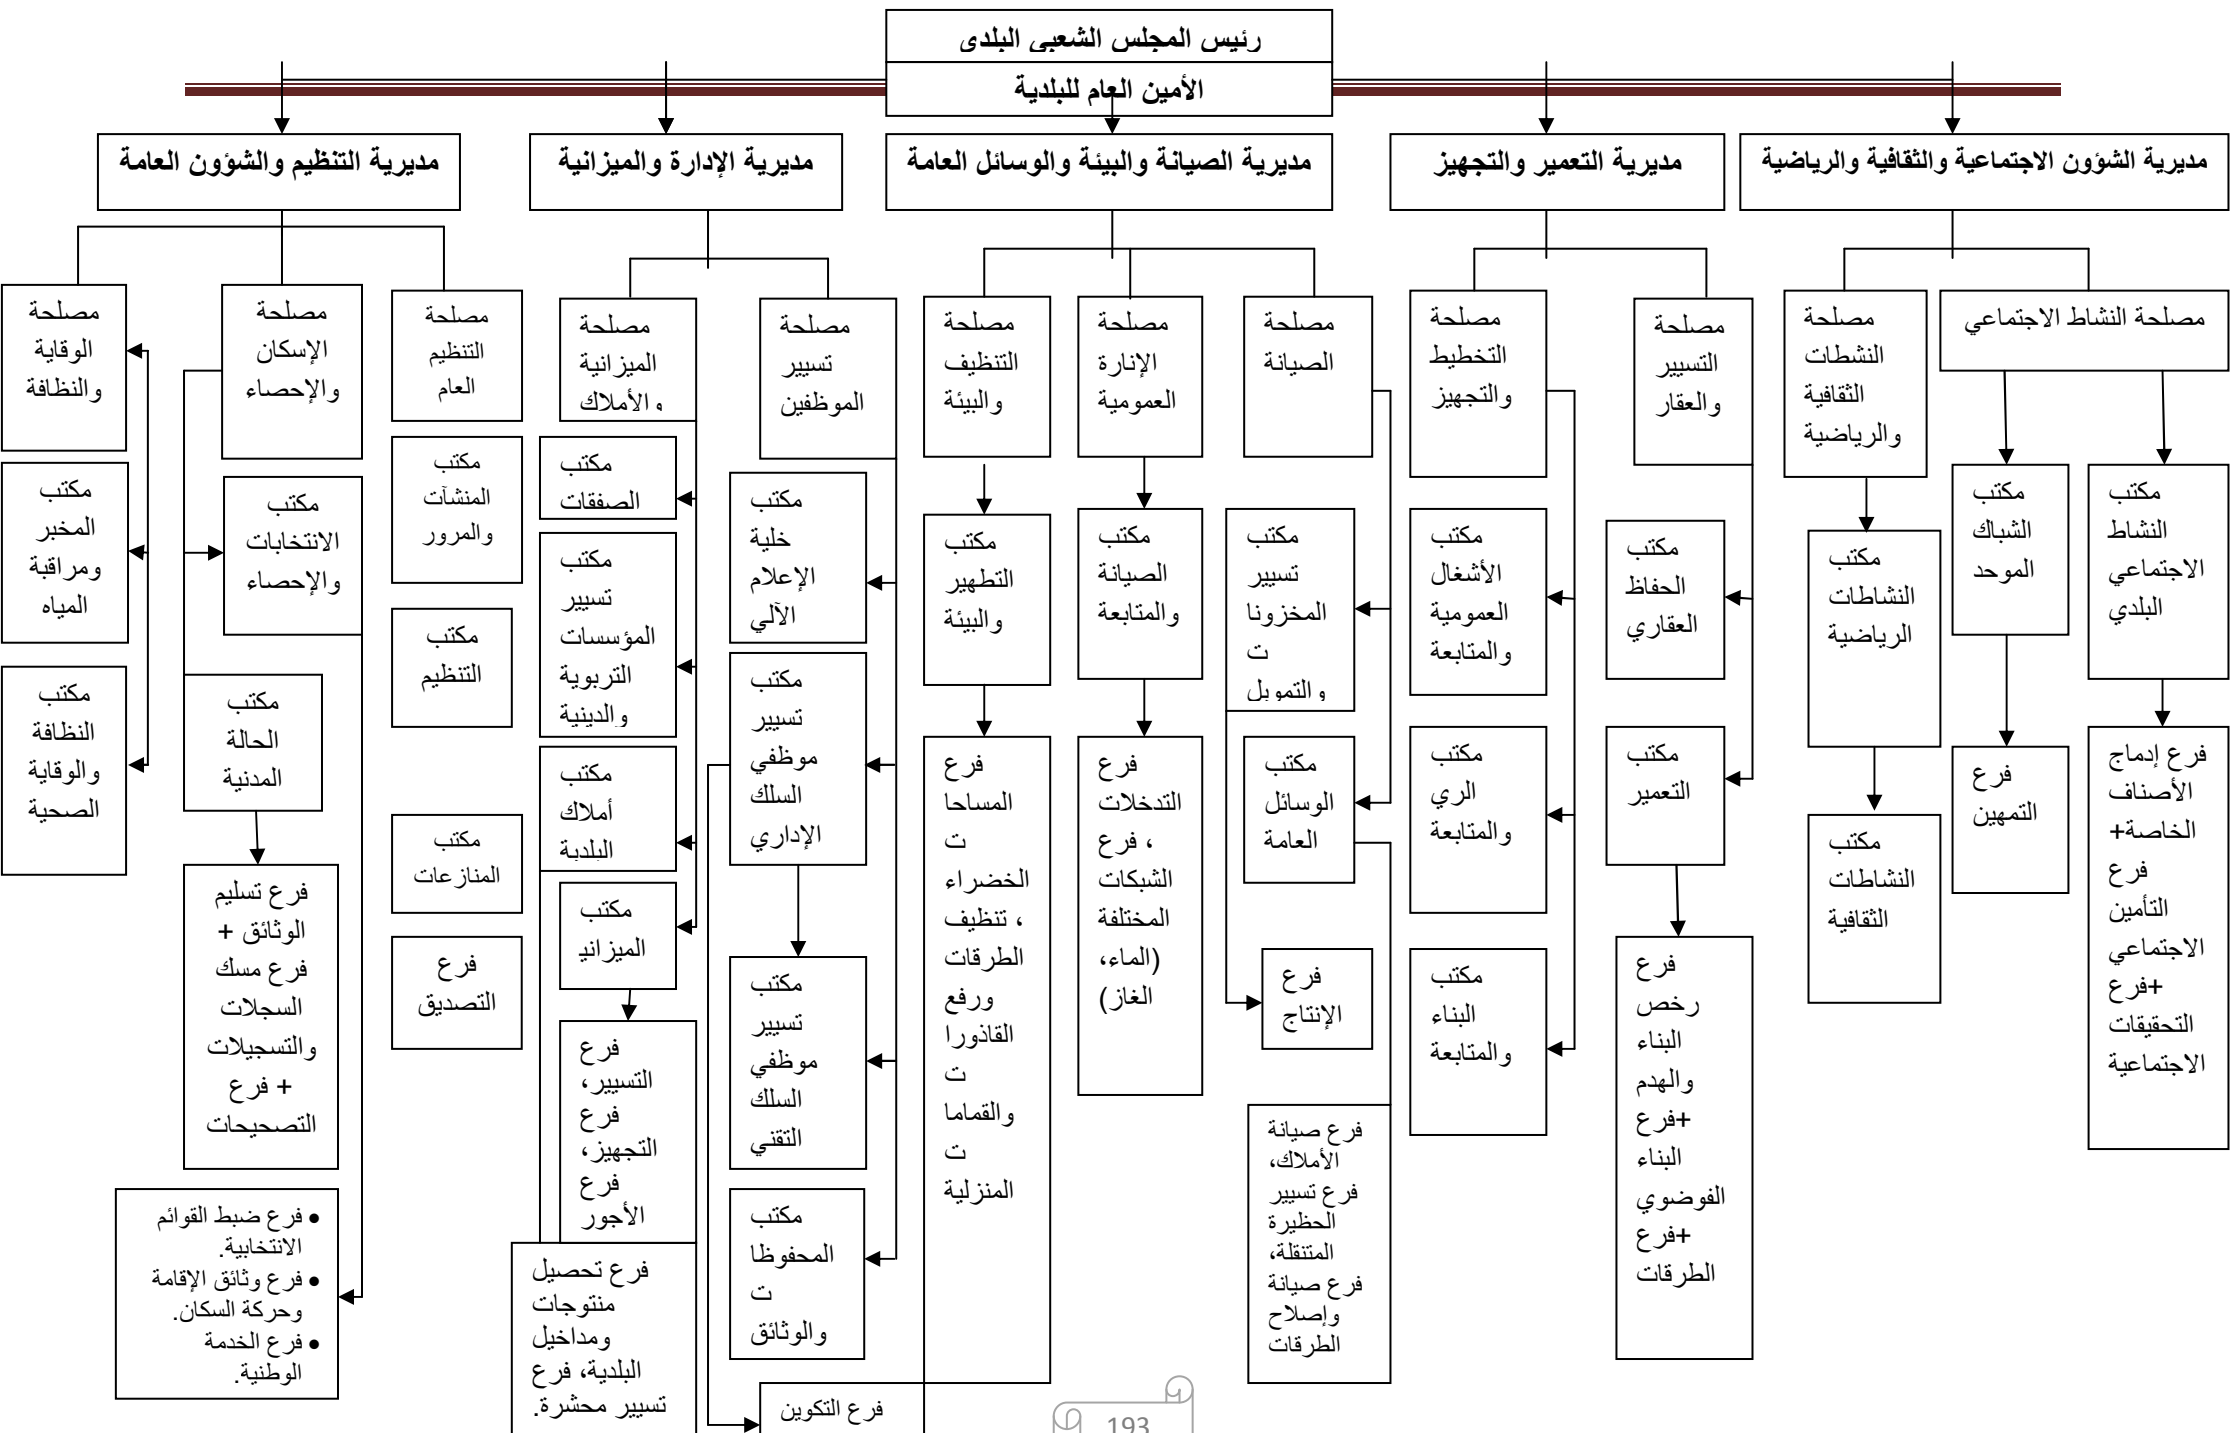 رئيس المجلس الشعبي البلدي
الأمين العام للبلدية
مديرية الشؤون الاجتماعية والثقافية والرياضية
مديرية التعمير والتجهيز
مديرية الصيانة والبيئة والوسائل العامة
مديرية الإدارة والميزانية
مديرية التنظيم والشؤون العامة
مصلحة النشاط الاجتماعي
مكتب
النشاط
الاجتماعي
البلدي
فرع إدماج
الأصناف
الخاصة+
فرع
التأمين
الاجتماعي
+فرع
التحقيقات
الاجتماعية
مكتب
الشباك
الموحد
فرع
التمهين
مصلحة
النشطات
الثقافية
والرياضية
مكتب
النشاطات
الرياضية
مكتب
النشاطات
الثقافية
مصلحة
التسيير
والعقار
مكتب
الحفاظ
العقاري
مكتب
التعمير
فرع
رخص
البناء
والهدم
+فرع
البناء
الفوضوي
+فرع
الطرقات
مصلحة
التخطيط
والتجهيز
مكتب
الأشغال
العمومية
والمتابعة
مكتب
الري
والمتابعة
مكتب
البناء
والمتابعة
مصلحة
الصيانة
مكتب
تسيير
المخزونا
ت
والتمويل
مكتب
الوسائل
العامة
فرع
الإنتاج
فرع صيانة
الأملاك،
فرع تسيير
الحظيرة
المتنقلة،
فرع صيانة
وإصلاح
الطرقات
مصلحة
الإنارة
العمومية
مكتب
الصيانة
والمتابعة
فرع
التدخلات
، فرع
الشبكات
المختلفة
(الماء،
الغاز)
مصلحة
التنظيف
والبيئة
مكتب
التطهير
والبيئة
فرع
المساحا
ت
الخضراء
، تنظيف
الطرقات
ورفع
القاذورا
ت
والقماما
ت
المنزلية
مصلحة
تسيير
الموظفين
مكتب
خلية
الإعلام
الآلي
مكتب
تسيير
موظفي
السلك
الإداري
مكتب
تسيير
موظفي
السلك
التقني
مكتب
المحفوظا
ت
والوثائق
فرع التكوين
مصلحة
الميزانية
والأملاك
مكتب
الصفقات
مكتب
تسيير
المؤسسات
التربوية
والدينية
مكتب
أملاك
البلدية
مكتب
الميزانيـ
فرع
التسيير،
فرع
التجهيز،
فرع
الأجور
فرع تحصيل
منتوجات
ومداخيل
البلدية، فرع
تسيير محشرة.
مصلحة
التنظيم
العام
مكتب
المنشآت
والمرور
مكتب
التنظيم
مكتب
المنازعات
فرع
التصديق
مصلحة
الإسكان
والإحصاء
مكتب
الانتخابات
والإحصاء
مكتب
الحالة
المدنية
فرع تسليم
الوثائق +
فرع مسك
السجلات
والتسجيلات
+ فرع
التصحيحات
• فرع ضبط القوائم
الانتخابية.
• فرع وثائق الإقامة
وحركة السكان.
• فرع الخدمة
الوطنية.
مصلحة
الوقاية
والنظافة
مكتب
المخبر
ومراقبة
المياه
مكتب
النظافة
والوقاية
الصحية
193